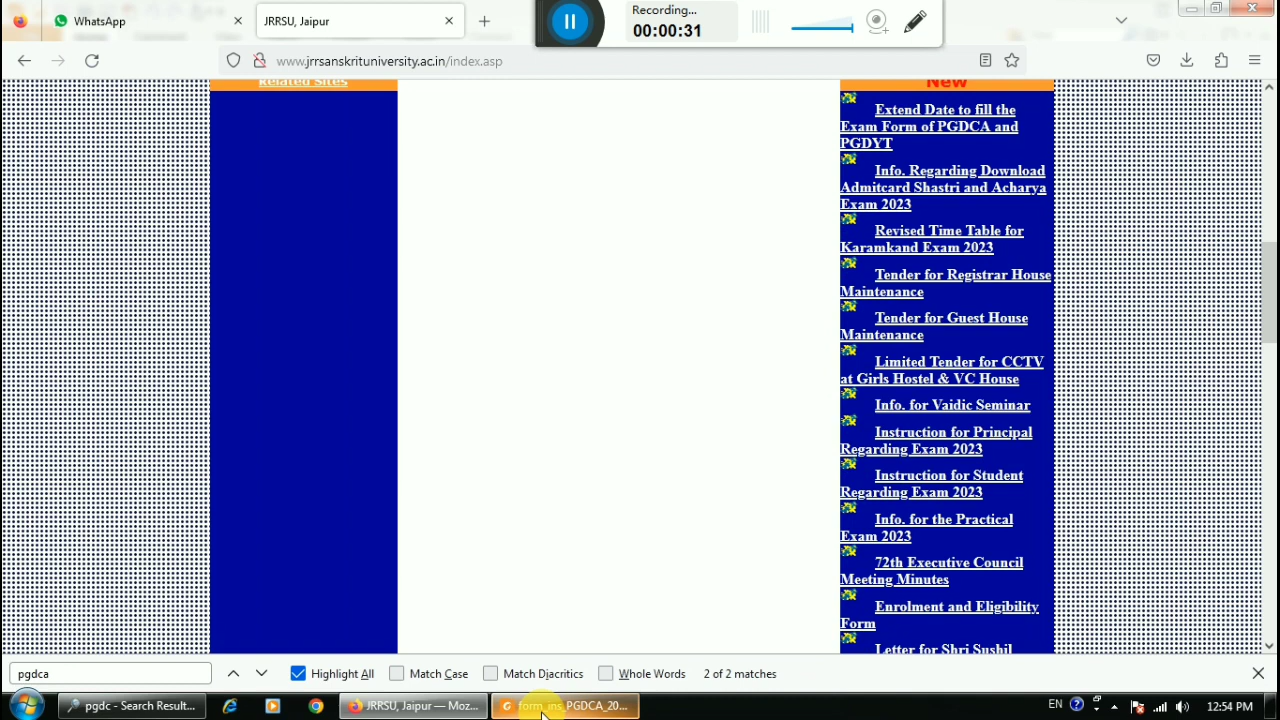 WhatsApp
JRRSU, Jaipur
Recording...
00:00:31
www.jrrsanskrituniversity.ac.in/index.asp
Related Sites
New
Extend Date to fill the
Exam Form of PGDCA and
PGDYT
Info. Regarding Download
Admitcard Shastri and Acharya
Exam 2023
Revised Time Table for
Karamkand Exam 2023
Tender for Registrar House
Maintenance
Tender for Guest House
Maintenance
Limited Tender for CCTV
at Girls Hostel & VC House
Info. for Vaidic Seminar
Instruction for Principal
Regarding Exam 2023
Instruction for Student
Regarding Exam 2023
Info. for the Practical
Exam 2023
72th Executive Council
Meeting Minutes
Enrolment and Eligibility
Form
Letter for Shri Sushil
pgdca
Highlight All
Match Case
Match Diacritics
Whole Words
2 of 2 matches
pgdc - Search Result...
JRRSU, Jaipur — Moz...
form_ins_PGDCA_20...
EN
12:54 PM